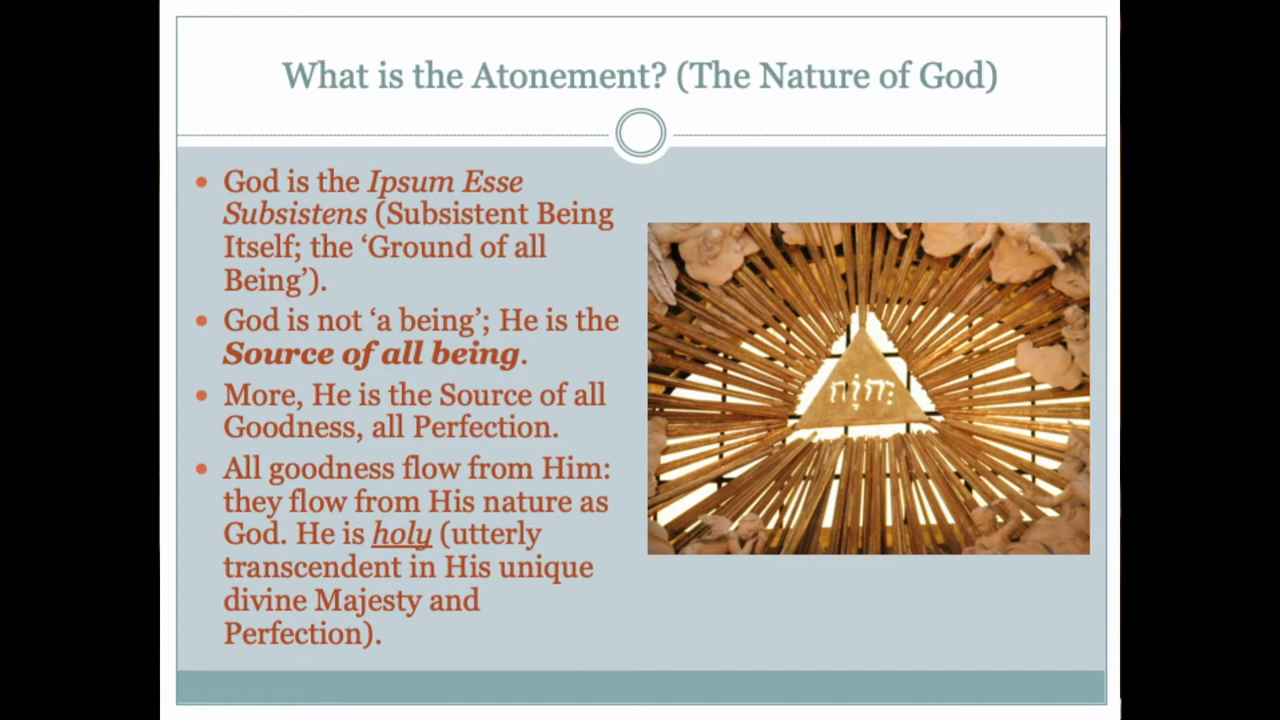 What is the Atonement? (The Nature of God)
• God is the Ipsum Esse
Subsistens (Subsistent Being
Itself; the ‘Ground of all
Being’).
• God is not ‘a being’; He is the
Source of all being.
• More, He is the Source of all
Goodness, all Perfection.
• All goodness flow from Him:
they flow from His nature as
God. He is holy (utterly
transcendent in His unique
divine Majesty and
Perfection).
יְהוָֹה